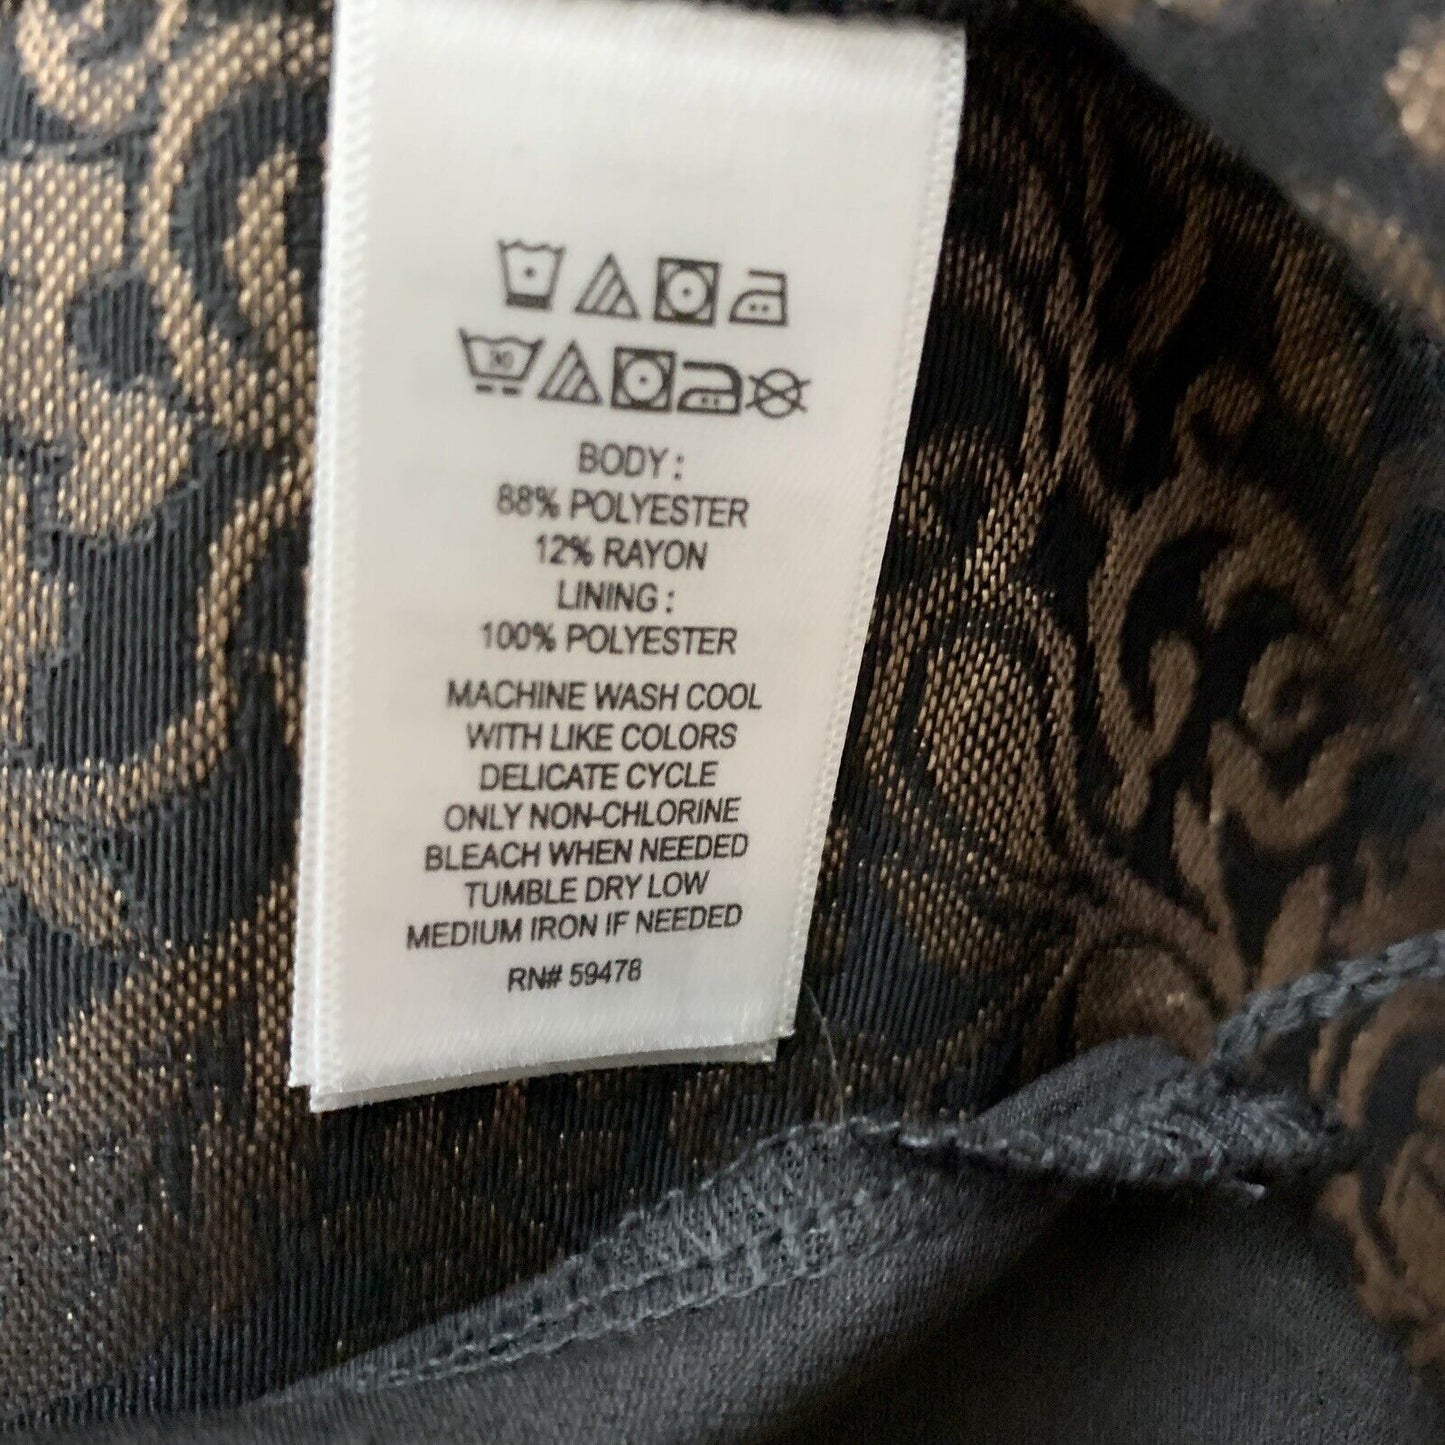 30
BODY :
88% POLYESTER
12% RAYON
LINING :
100% POLYESTER
MACHINE WASH COOL
WITH LIKE COLORS
DELICATE CYCLE
ONLY NON-CHLORINE
BLEACH WHEN NEEDED
TUMBLE DRY LOW
MEDIUM IRON IF NEEDED
RN# 59478